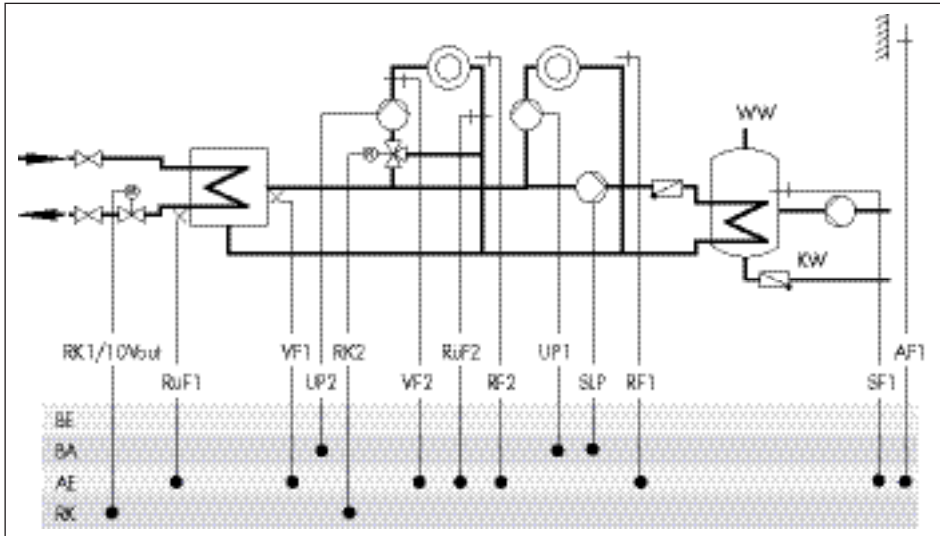 WW
KW
RK1/10Vout VF1 RK2 RüF2 UP1 AF1
RüF1 UP2 VF2 RF2 SLP RF1 SF1
BE
BA
AE
RK